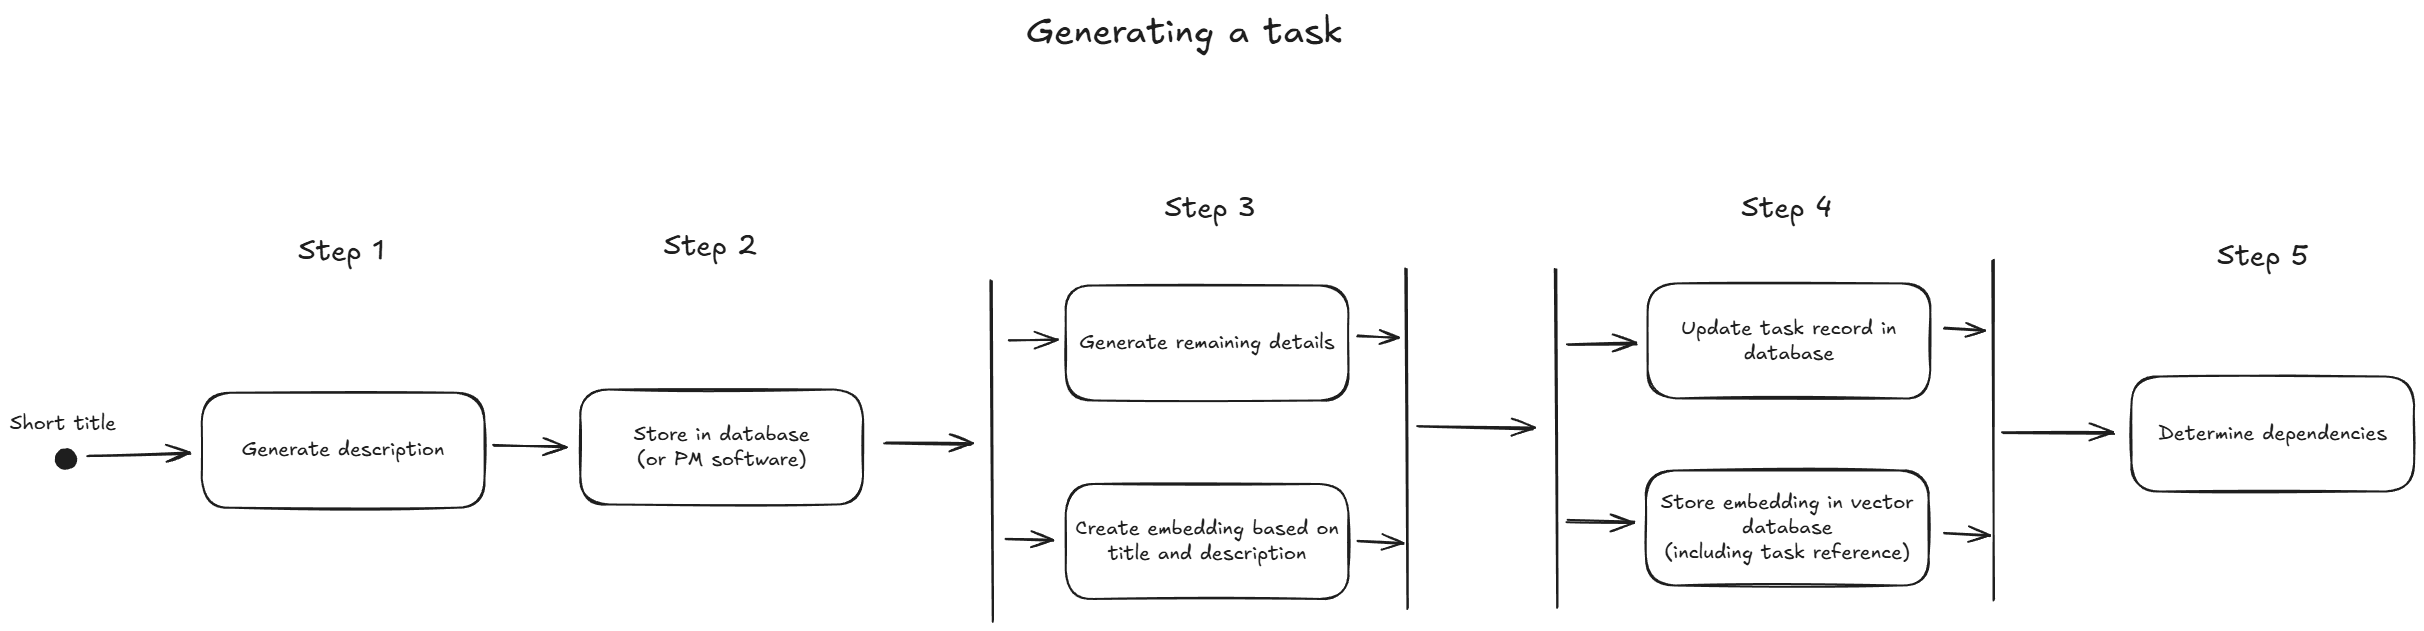 Generating a task
Step 1
Step 2
Step 3
Step 4
Step 5
Short title
Generate description
Store in database
(or PM software)
Generate remaining details
Create embedding based on
title and description
Update task record in
database
Store embedding in vector
database
(including task reference)
Determine dependencies